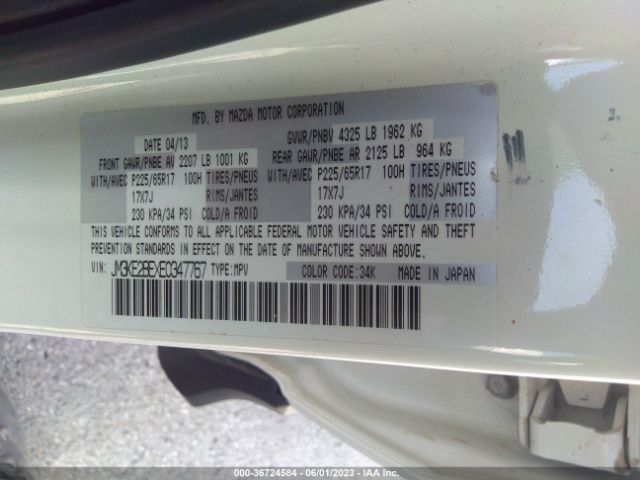 MFD. BY MAZDA MOTOR CORPORATION
DATE 04/13 GVWR/PNBV 4325 LB 1962 KG
FRONT GAWR/PNBE AV 2207 LB 1001 KG REAR GAWR/PNBE AR 2125 LB 964 KG
WITH/AVEC P225/65R17 100H TIRES/PNEUS WITH/AVEC P225/65R17 100H TIRES/PNEUS
17X7J RIMS/JANTES 17X7J RIMS/JANTES
230 KPA/34 PSI COLD/A FROID 230 KPA/34 PSI COLD/A FROID
THIS VEHICLE CONFORMS TO ALL APPLICABLE FEDERAL MOTOR VEHICLE SAFETY AND THEFT
PREVENTION STANDARDS IN EFFECT ON THE DATE OF MANUFACTURE SHOWN ABOVE.
VIN: JM3KE2BEXE0347767 TYPE: MPV COLOR CODE: 34K MADE IN JAPAN
L
000-36724584 - 06/01/2023 - IAA Inc.